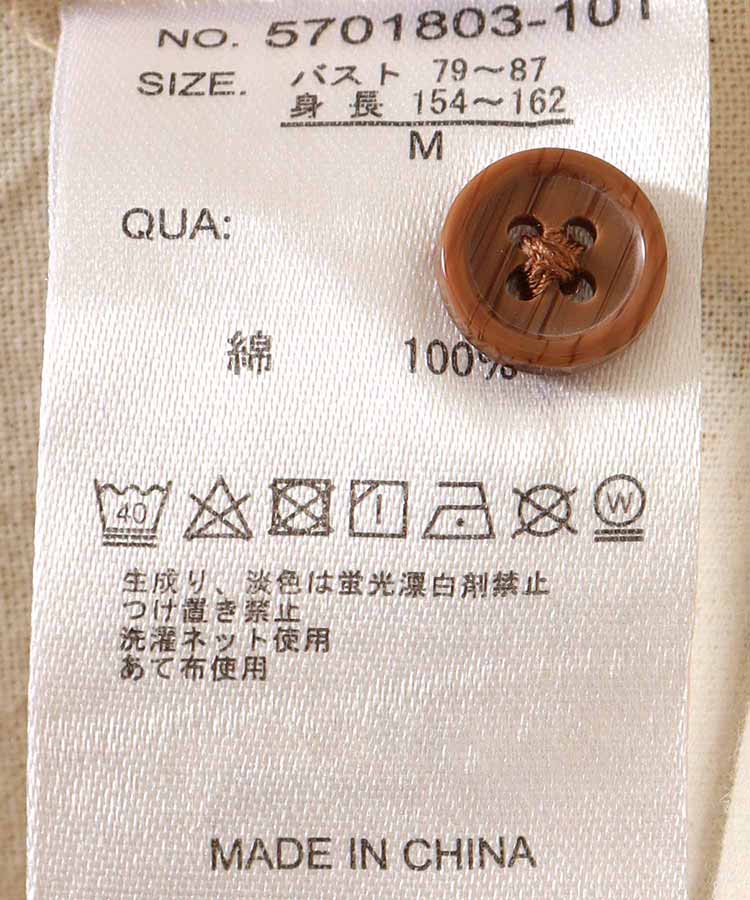 NO. 5701803-101
SIZE. バスト 79～87
身長 154～162
M
QUA:
綿 100%
40 W
生成り、淡色は蛍光漂白剤禁止
つけ置き禁止
洗濯ネット使用
あて布使用
MADE IN CHINA